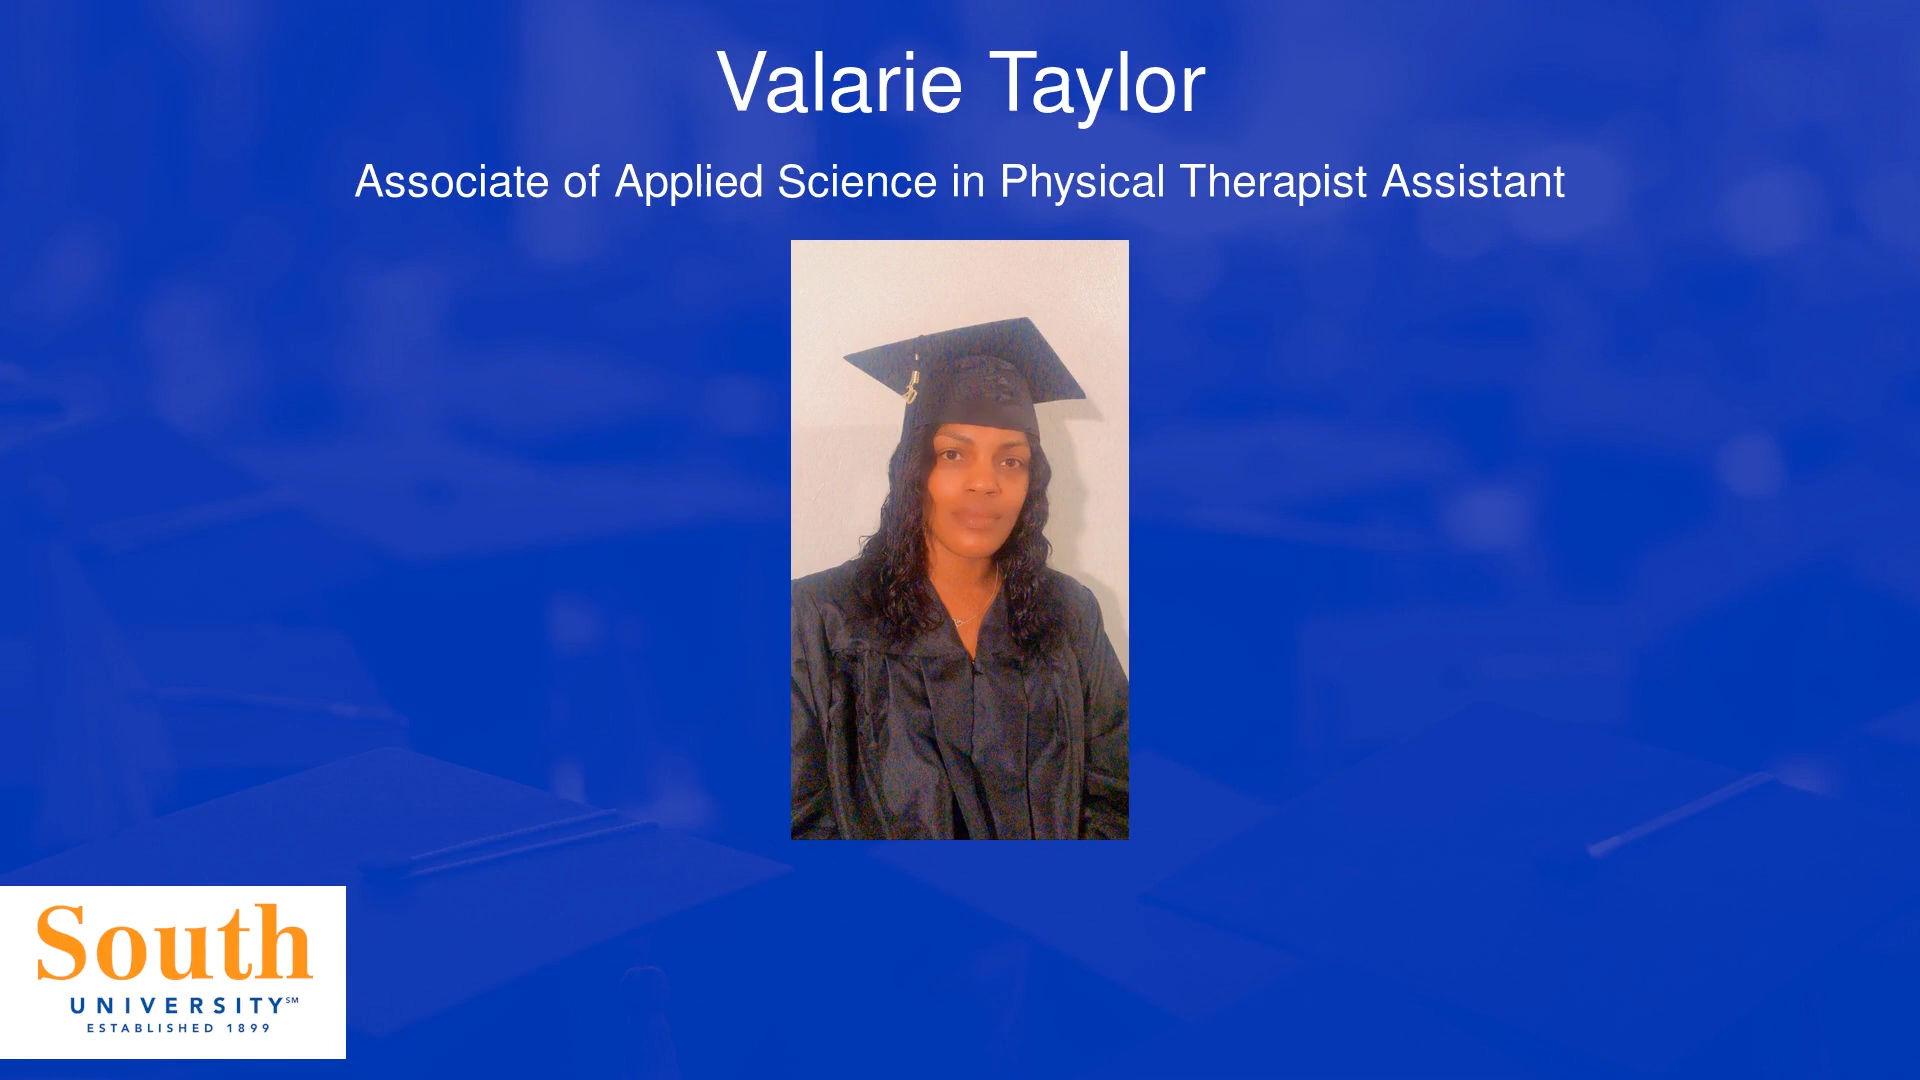 Valarie Taylor
Associate of Applied Science in Physical Therapist Assistant
South
UNIVERSITY℠
ESTABLISHED 1899